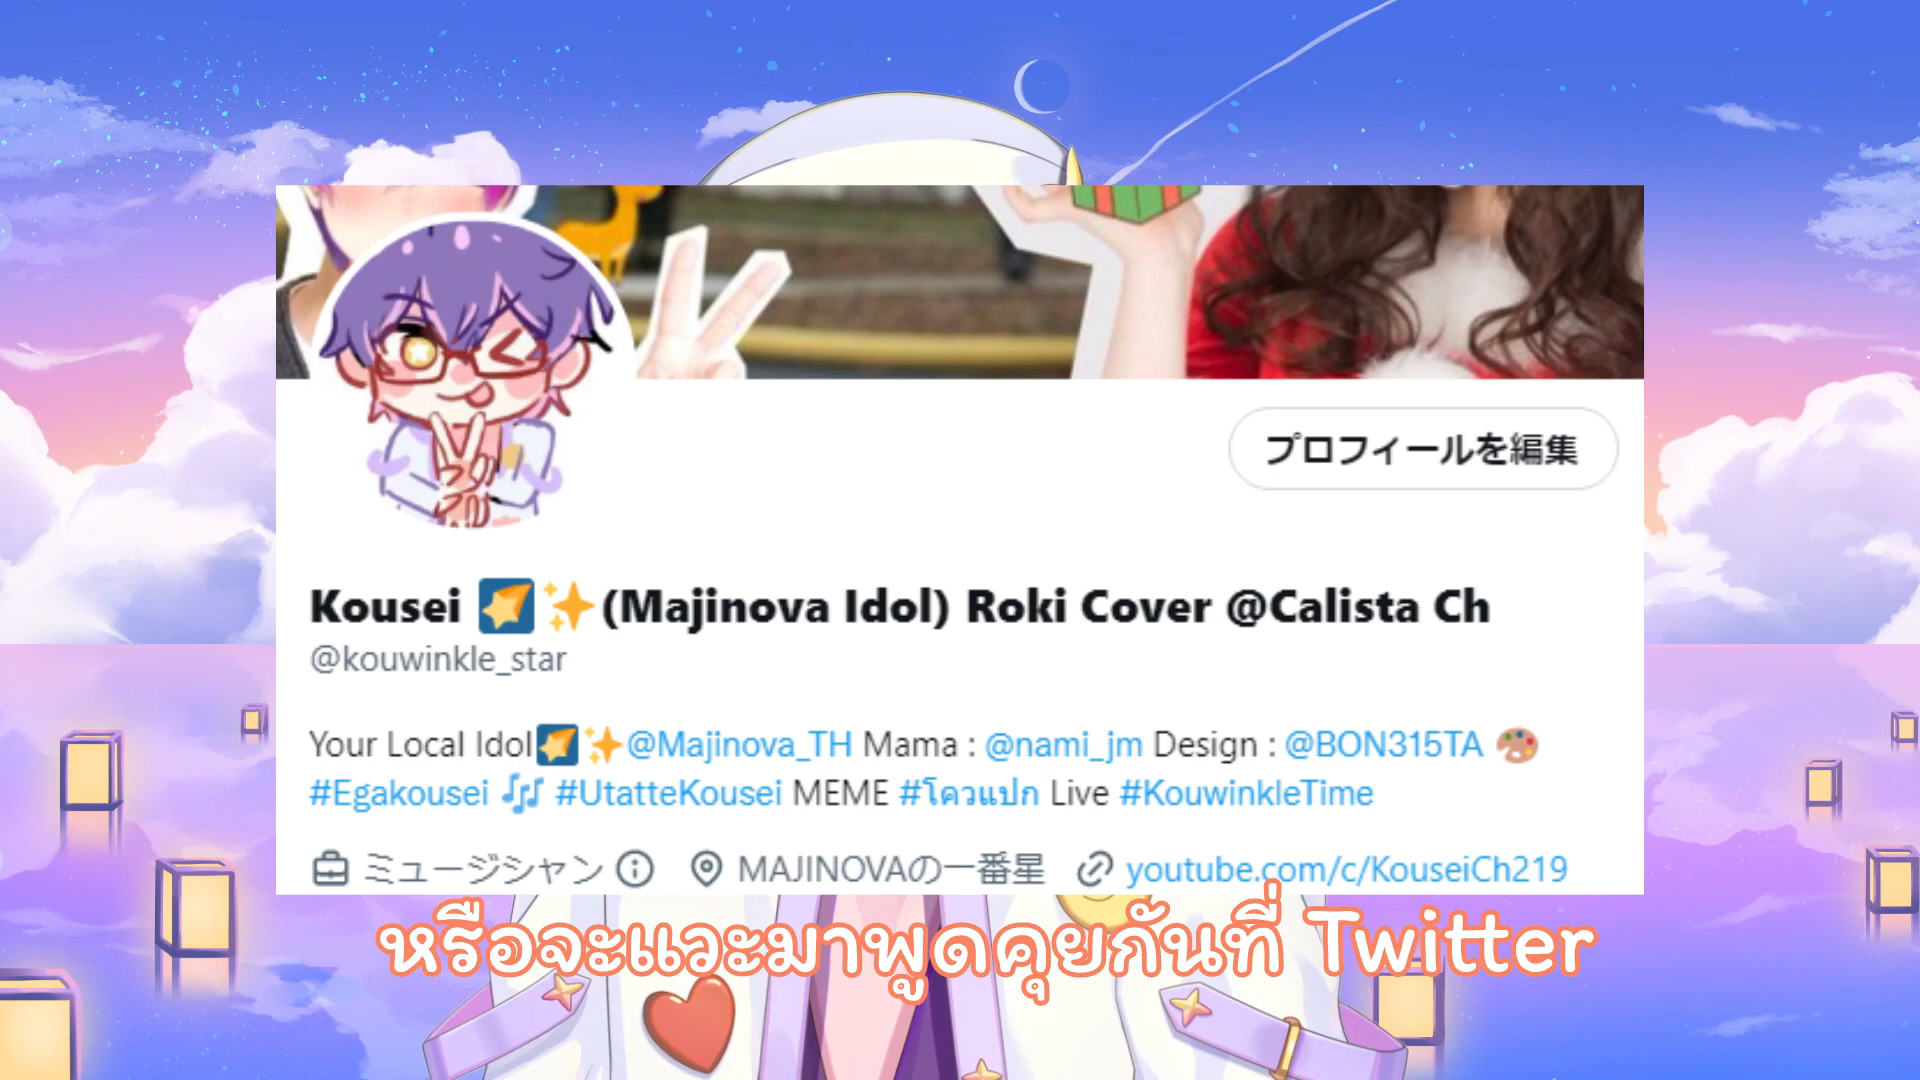 プロフィールを編集
Kousei 🌠✨(Majinova Idol) Roki Cover @Calista Ch
@kouwinkle_star
Your Local Idol🌠✨@Majinova_TH Mama : @nami_jm Design : @BON315TA 🎨
#Egakousei 🎶 #UtatteKousei MEME #โควแปก Live #KouwinkleTime
ミュージシャン MAJINOVAの一番星 youtube.com/c/KouseiCh219
หรือจะแวะมาพูดคุยกันที่ Twitter